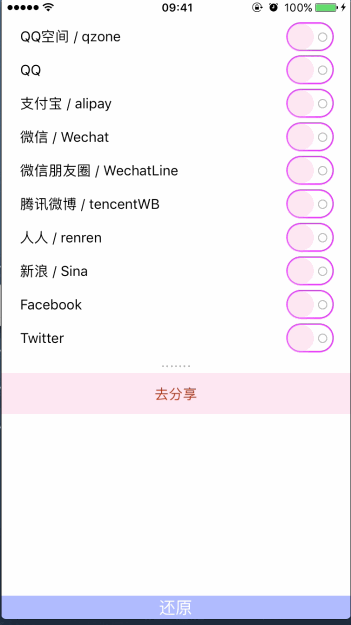 09:41
100%
QQ空间 / qzone
QQ
支付宝 / alipay
微信 / Wechat
微信朋友圈 / WechatLine
腾讯微博 / tencentWB
人人 / renren
新浪 / Sina
Facebook
Twitter
.......
去分享
还原